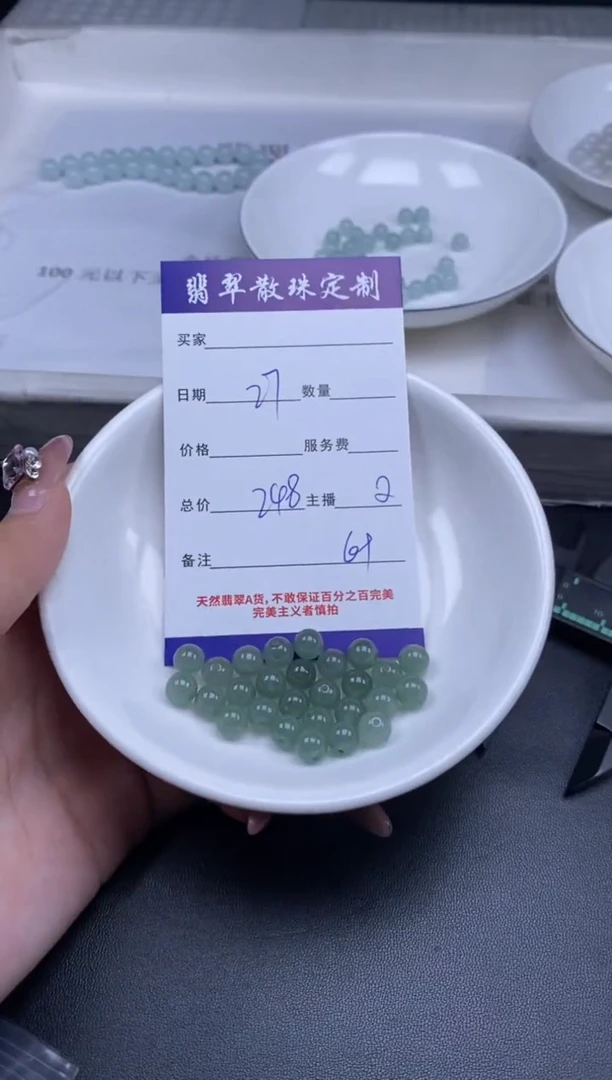 100 元以下
翡翠散珠定制
买家
日期 27 数量
价格 服务费
总价 248 主播 2
备注 61
天然翡翠A货,不敢保证百分之百完美
完美主义者慎拍